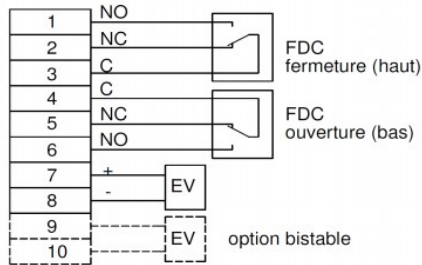 1 NO
2 NC
3 C
FDC
fermeture (haut)
4 C
5 NC
6 NO
FDC
ouverture (bas)
7 +
8 -
EV
9
10
EV option bistable